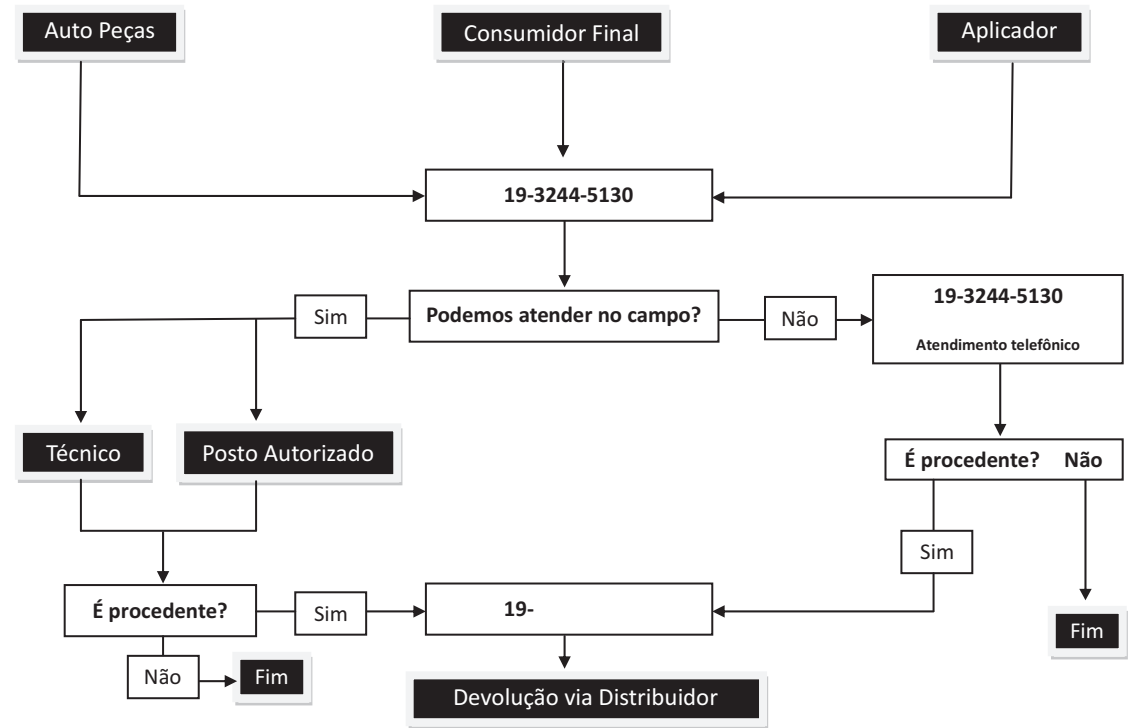 Auto Peças
Consumidor Final
Aplicador
19-3244-5130
Podemos atender no campo?
Sim
Não
19-3244-5130
Atendimento telefônico
Técnico
Posto Autorizado
É procedente? Não
Sim
É procedente?
Sim
19-
Fim
Não
Fim
Devolução via Distribuidor